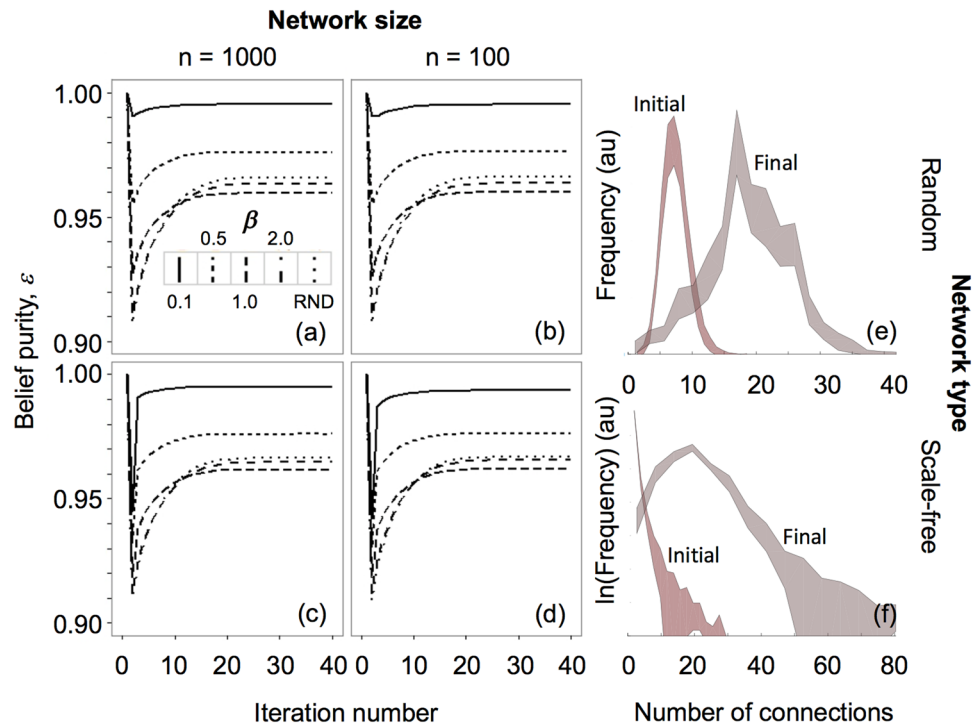 Network size
n = 1000
n = 100
Belief purity, ε
1.00
0.95
0.90
β
0.5 2.0
0.1 1.0 RND
(a)
(b)
1.00
0.95
0.90
(c)
(d)
0 10 20 30 40
0 10 20 30 40
Iteration number
Frequency (au)
Initial
Final
(e)
0 10 20 30 40
Random
ln(Frequency) (au)
Initial
Final
(f)
0 20 40 60 80
Number of connections
Scale-free
Network type